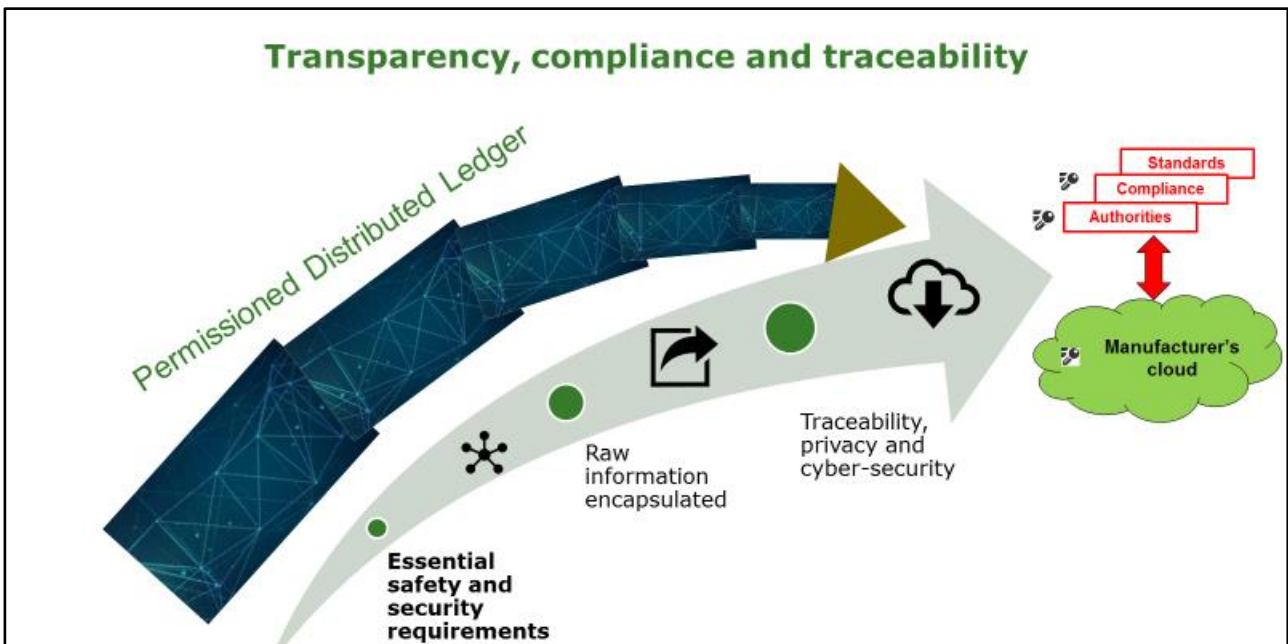 Transparency, compliance and traceability
Permissioned Distributed Ledger
Standards
Compliance
Authorities
Manufacturer's
cloud
Traceability,
privacy and
cyber-security
Raw
information
encapsulated
Essential
safety and
security
requirements